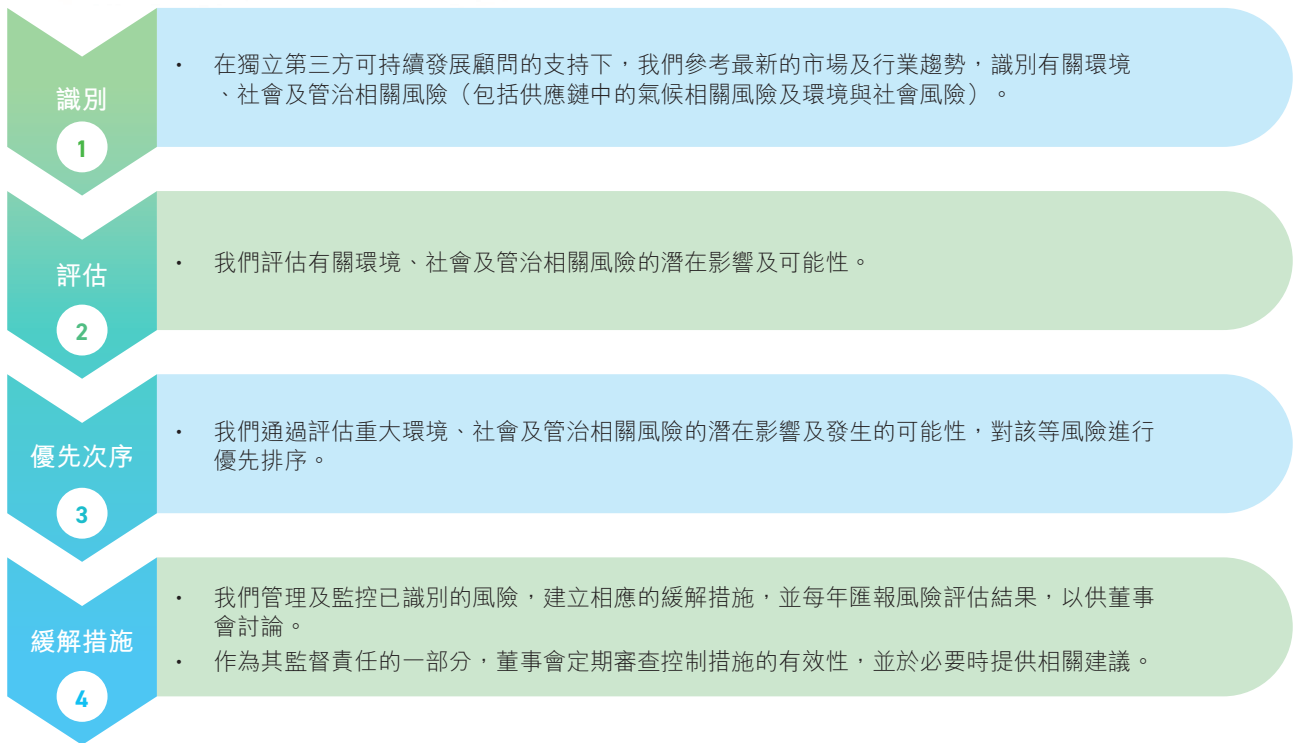 識別
1
• 在獨立第三方可持續發展顧問的支持下，我們參考最新的市場及行業趨勢，識別有關環境
、社會及管治相關風險（包括供應鏈中的氣候相關風險及環境與社會風險）。
評估
2
• 我們評估有關環境、社會及管治相關風險的潛在影響及可能性。
優先次序
3
• 我們通過評估重大環境、社會及管治相關風險的潛在影響及發生的可能性，對該等風險進行
優先排序。
緩解措施
4
• 我們管理及監控已識別的風險，建立相應的緩解措施，並每年匯報風險評估結果，以供董事
會討論。
• 作為其監督責任的一部分，董事會定期審查控制措施的有效性，並於必要時提供相關建議。